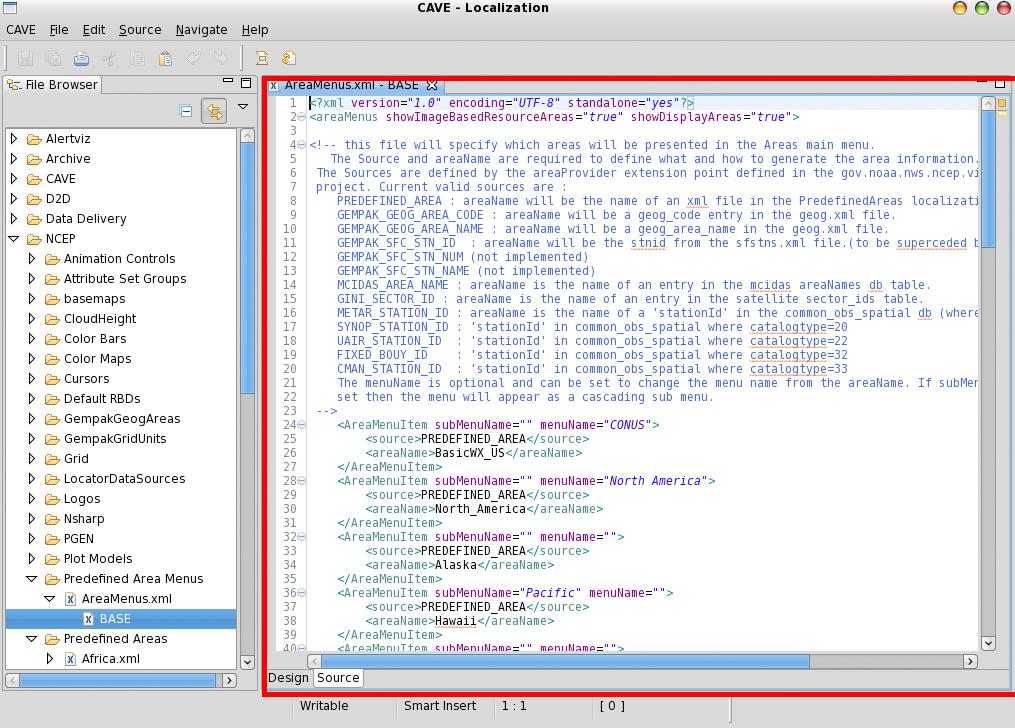 CAVE - Localization
CAVE File Edit Source Navigate Help
File Browser
Alertviz
Archive
CAVE
D2D
Data Delivery
NCEP
Animation Controls
Attribute Set Groups
basemaps
CloudHeight
Color Bars
Color Maps
Cursors
Default RBDs
GempakGeogAreas
GempakGridUnits
Grid
LocatorDataSources
Logos
Nsharp
PGEN
Plot Models
Predefined Area Menus
AreaMenus.xml
BASE
Predefined Areas
Africa.xml
AreaMenus.xml - BASE
1 <?xml version="1.0" encoding="UTF-8" standalone="yes"?>
2 <areaMenus showImageBasedResourceAreas="true" showDisplayAreas="true">
3
4 <!-- this file will specify which areas will be presented in the Areas main menu.
5 The Source and areaName are required to define what and how to generate the area information.
6 The Sources are defined by the areaProvider extension point defined in the gov.noaa.nws.ncep.vi
7 project. Current valid sources are :
8 PREDEFINED_AREA : areaName will be the name of an xml file in the PredefinedAreas localizati
9 GEMPAK_GEOG_AREA_CODE : areaName will be a geog_code entry in the geog.xml file.
10 GEMPAK_GEOG_AREA_NAME : areaName will be a geog_area_name in the geog.xml file.
11 GEMPAK_SFC_STN_ID : areaName will be the stnid from the sfstns.xml file.(to be superceded b
12 GEMPAK_SFC_STN_NUM (not implemented)
13 GEMPAK_SFC_STN_NAME (not implemented)
14 MCIDAS_AREA_NAME : areaName is the name of an entry in the mcidas areaNames db table.
15 GINI_SECTOR_ID : areaName is the name of an entry in the satellite sector_ids table.
16 METAR_STATION_ID : areaName is the name of a 'stationId' in the common_obs_spatial db (where
17 SYNOP_STATION_ID : 'stationId' in common_obs_spatial where catalogtype=20
18 UAIR_STATION_ID : 'stationId' in common_obs_spatial where catalogtype=22
19 FIXED_BOUY_ID : 'stationId' in common_obs_spatial where catalogtype=32
20 CMAN_STATION_ID : 'stationId' in common_obs_spatial where catalogtype=33
21 The menuName is optional and can be set to change the menu name from the areaName. If subMen
22 set then the menu will appear as a cascading sub menu.
23 -->
24 <AreaMenuItem subMenuName="" menuName="CONUS">
25 <source>PREDEFINED_AREA</source>
26 <areaName>BasicWX_US</areaName>
27 </AreaMenuItem>
28 <AreaMenuItem subMenuName="" menuName="North America">
29 <source>PREDEFINED_AREA</source>
30 <areaName>North_America</areaName>
31 </AreaMenuItem>
32 <AreaMenuItem subMenuName="" menuName="">
33 <source>PREDEFINED_AREA</source>
34 <areaName>Alaska</areaName>
35 </AreaMenuItem>
36 <AreaMenuItem subMenuName="Pacific" menuName="">
37 <source>PREDEFINED_AREA</source>
38 <areaName>Hawaii</areaName>
39 </AreaMenuItem>
40 <AreaMenuItem subMenuName="" menuName="">
Design Source
Writable Smart Insert 1 : 1 [ 0 ]